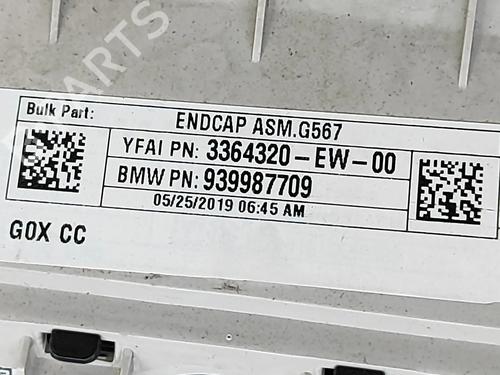 Bulk Part:
ENDCAP ASM.G567
YFAI PN: 3364320-EW-00
BMW PN: 939987709
05/25/2019 06:45 AM
G0X CC
B-PARTS